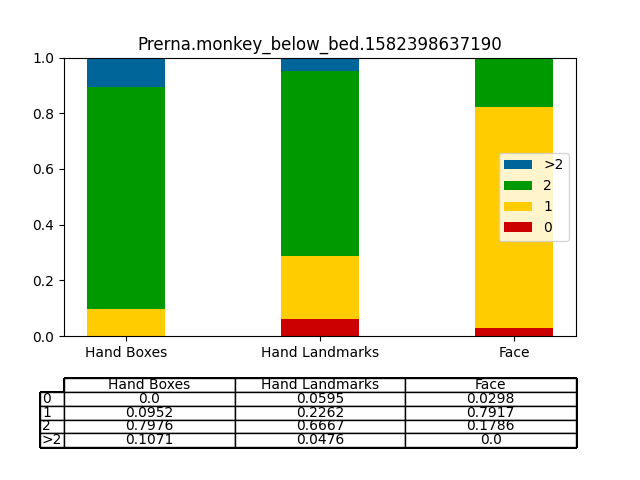 Prerna.monkey_below_bed.1582398637190
1.0
0.8
0.6
0.4
0.2
0.0
>2
2
1
0
Hand Boxes Hand Landmarks Face
Hand Boxes Hand Landmarks Face
0 0.0 0.0595 0.0298
1 0.0952 0.2262 0.7917
2 0.7976 0.6667 0.1786
>2 0.1071 0.0476 0.0